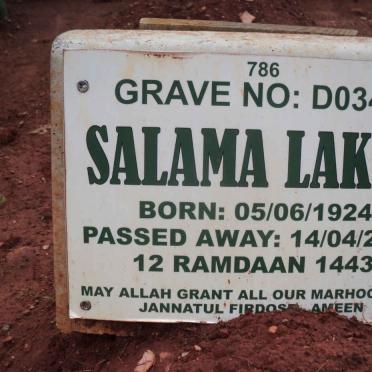 786
GRAVE NO: D034
SALAMA LAK
BORN: 05/06/1924
PASSED AWAY: 14/04/2
12 RAMDAAN 1443
MAY ALLAH GRANT ALL OUR MARHOO
JANNATUL FIRDOSE AMEEN